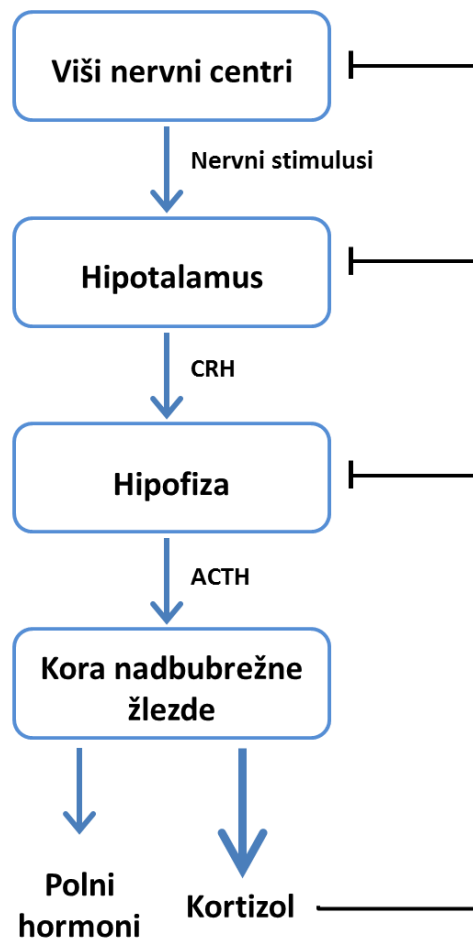 Viši nervni centri
Nervni stimulusi
Hipotalamus
CRH
Hipofiza
ACTH
Kora nadbubrežne
žlezde
Polni
hormoni
Kortizol